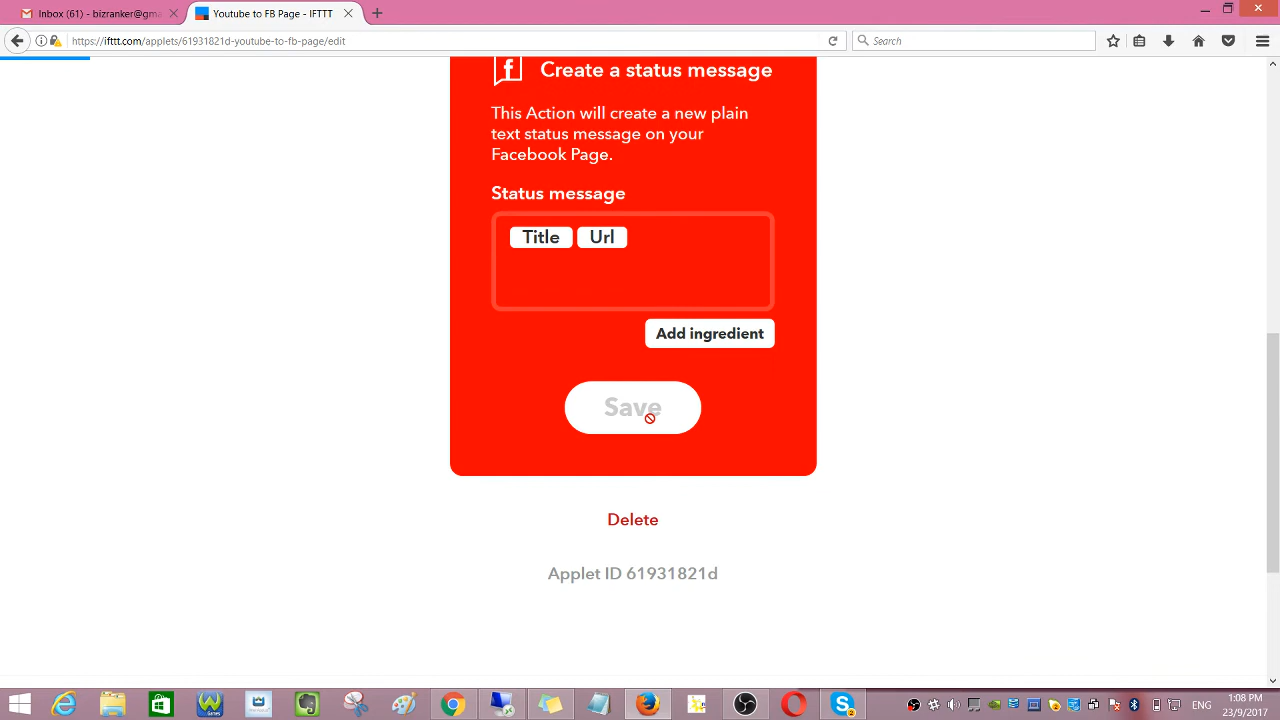 Inbox (61) - bizranker@gma
Youtube to FB Page - IFTTT
https://ifttt.com/applets/61931821d-youtube-to-fb-page/edit
Search
f Create a status message
This Action will create a new plain
text status message on your
Facebook Page.
Status message
Title Url
Add ingredient
Save
Delete
Applet ID 61931821d
ENG
1:08 PM
23/9/2017